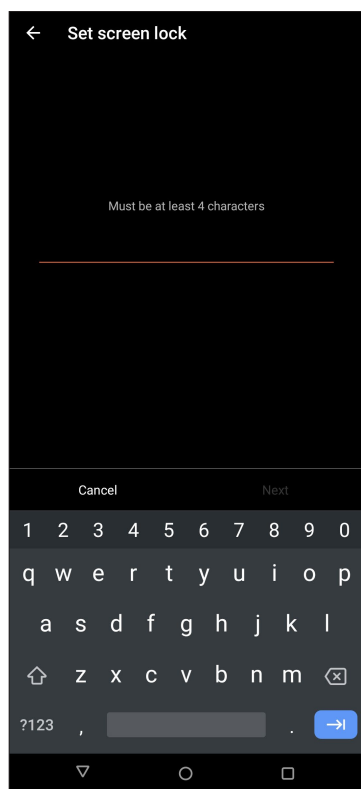 Set screen lock
Must be at least 4 characters
Cancel Next
1 2 3 4 5 6 7 8 9 0
q w e r t y u i o p
a s d f g h j k l
z x c v b n m
?123 , .